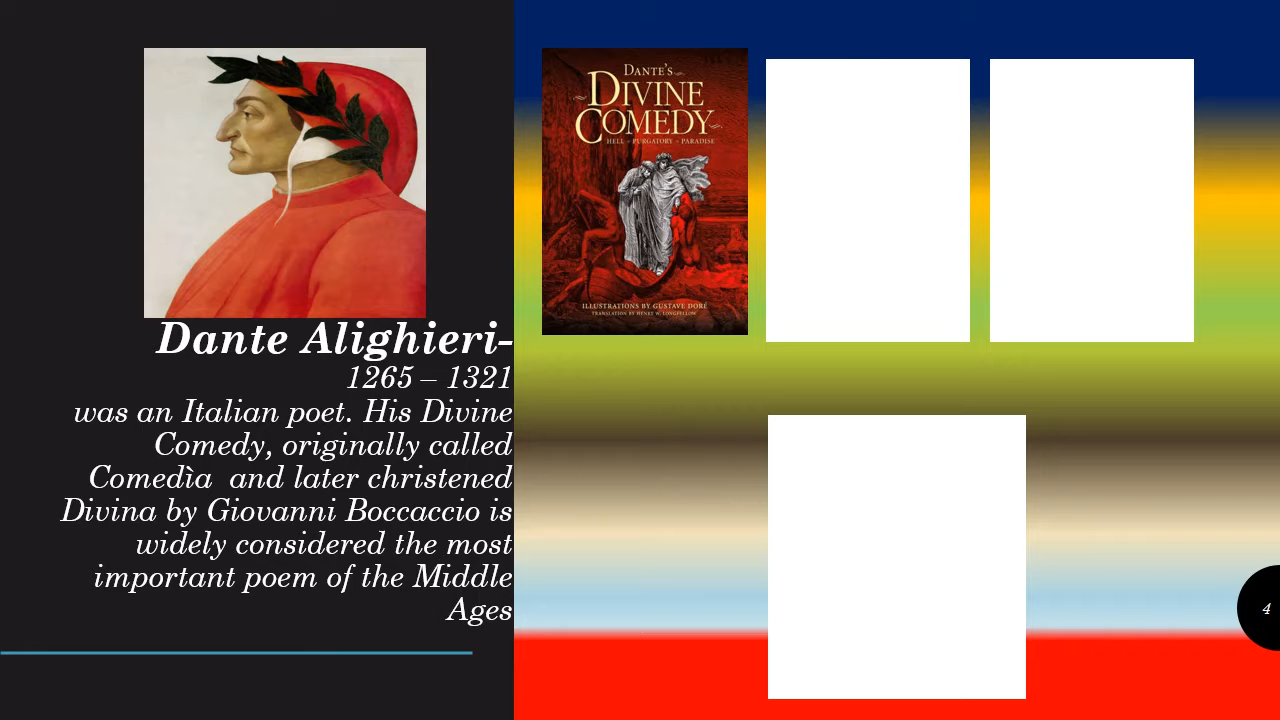 Dante Alighieri-
1265 – 1321
was an Italian poet. His Divine
Comedy, originally called
Comedìa and later christened
Divina by Giovanni Boccaccio is
widely considered the most
important poem of the Middle
Ages
DANTE'S
DIVINE
COMEDY
HELL PURGATORY PARADISE
ILLUSTRATIONS BY GUSTAVE DORÉ
TRANSLATION BY HENRY W. LONGFELLOW
4